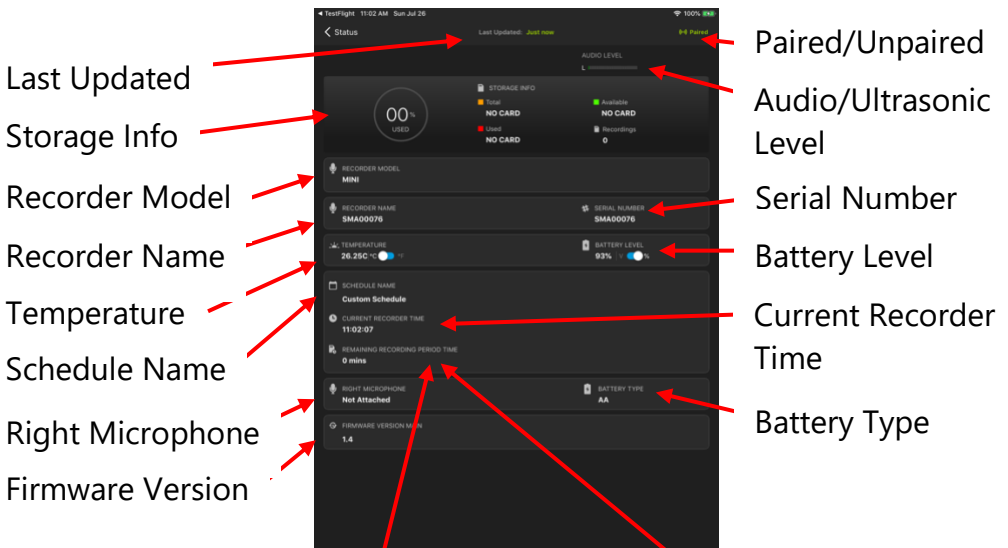 TestFlight 11:02 AM Sun Jul 26 100%
Status
Last Updated: Just now
Paired
AUDIO LEVEL
L
STORAGE INFO
00%
USED
Total
NO CARD
Available
NO CARD
Used
NO CARD
Recordings
0
RECORDER MODEL
MINI
RECORDER NAME
SMA00076
SERIAL NUMBER
SMA00076
TEMPERATURE
26.25C °C °F
BATTERY LEVEL
93% V %
SCHEDULE NAME
Custom Schedule
CURRENT RECORDER TIME
11:02:07
REMAINING RECORDING PERIOD TIME
0 mins
RIGHT MICROPHONE
Not Attached
BATTERY TYPE
AA
FIRMWARE VERSION MAIN
1.4
Last Updated
Storage Info
Recorder Model
Recorder Name
Temperature
Schedule Name
Right Microphone
Firmware Version
Paired/Unpaired
Audio/Ultrasonic
Level
Serial Number
Battery Level
Current Recorder
Time
Battery Type